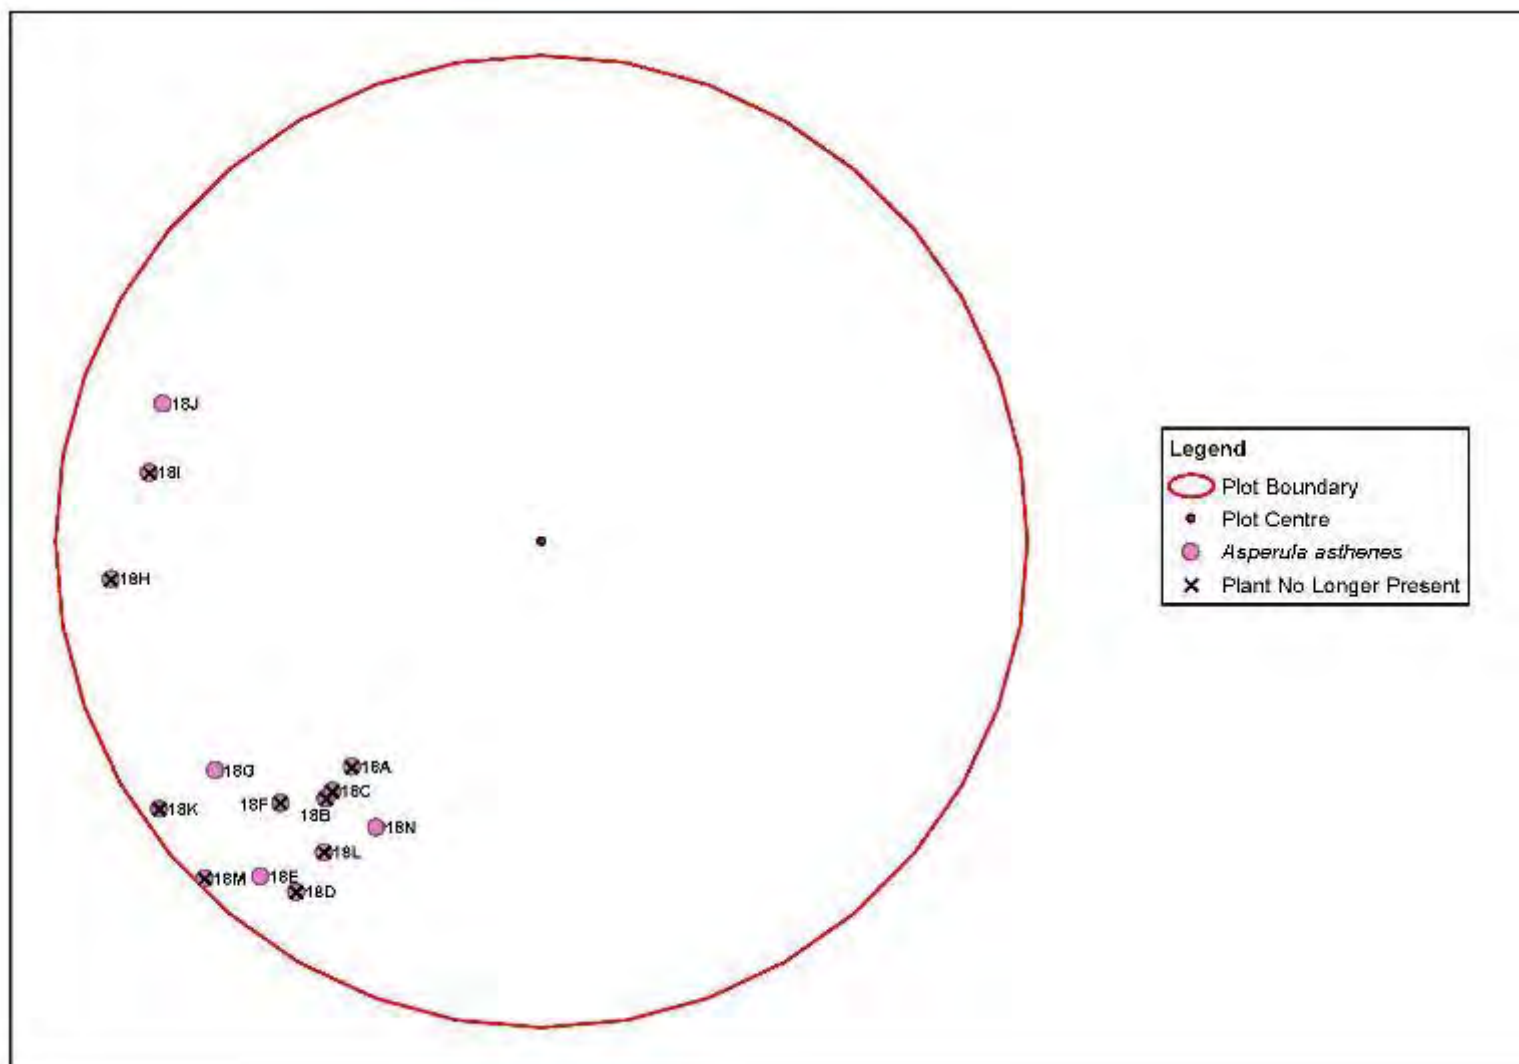 18J
18I
18H
18A
18G
18C
18F
18B
18K
18N
18L
18M
18E
18D
Legend
Plot Boundary
Plot Centre
Asperula asthenes
Plant No Longer Present